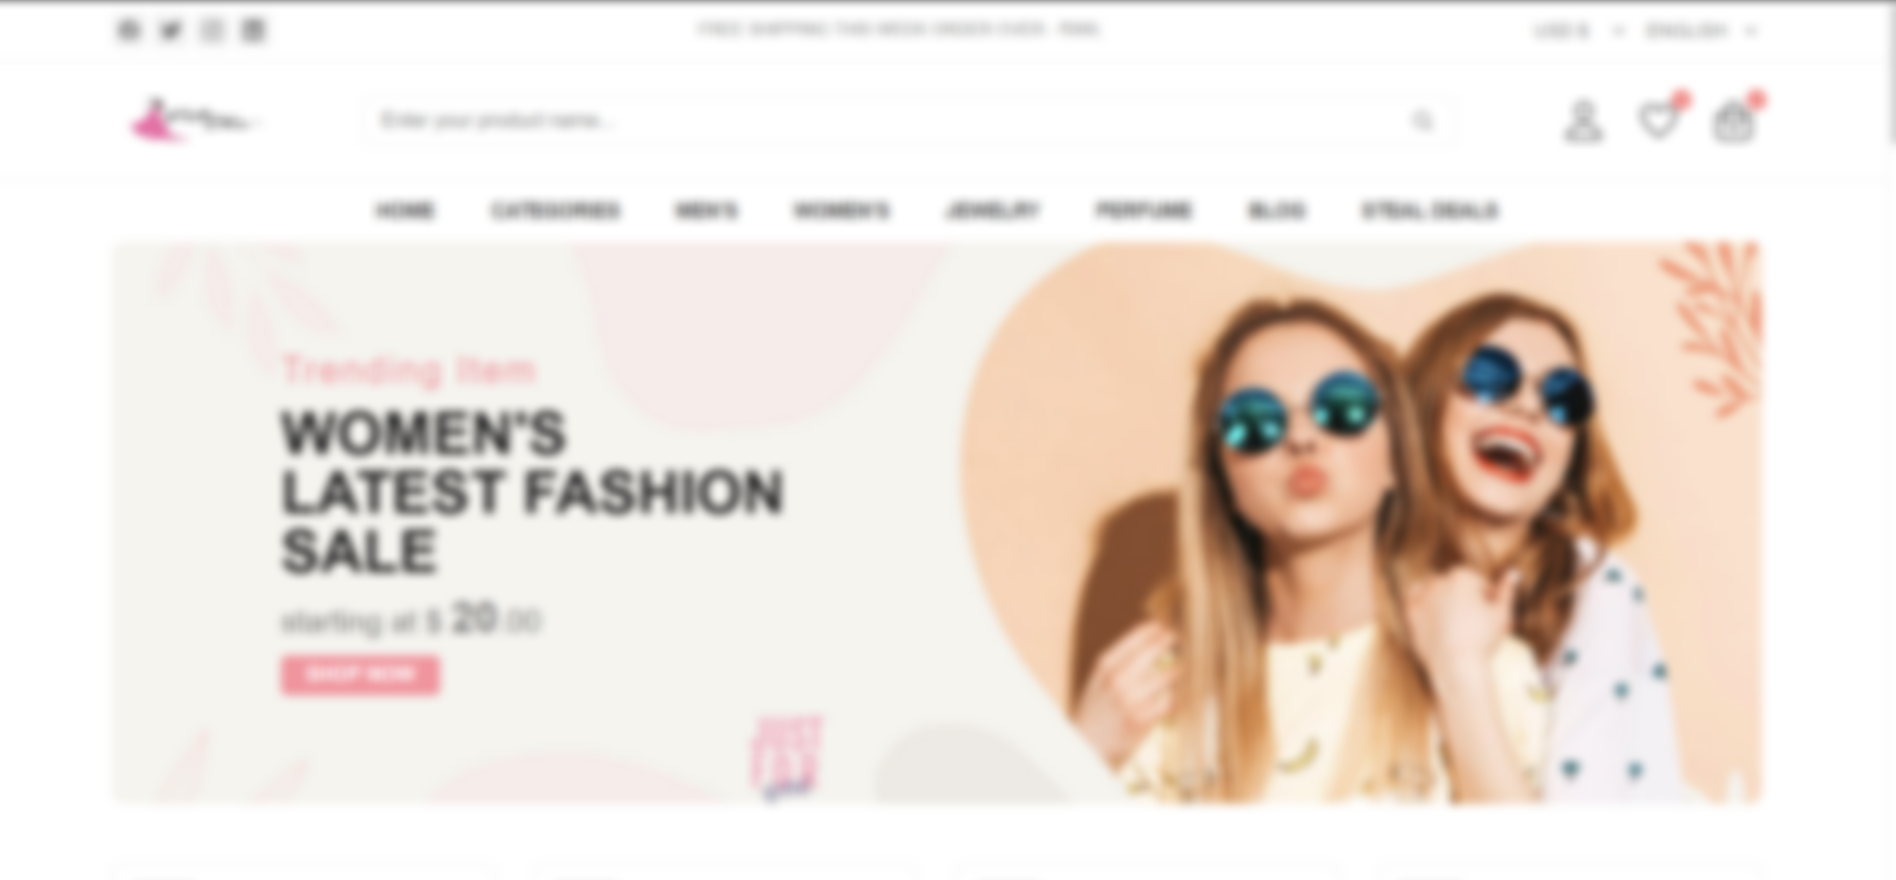 FREE SHIPPING THIS WEEK ORDER OVER
USD $
ENGLISH
Enter your product name...
HOME
CATEGORIES
MEN'S
WOMEN'S
JEWELRY
PERFUME
BLOG
STEAL DEALS
Trending Item
WOMEN'S
LATEST FASHION
SALE
starting at $ 20.00
SHOP NOW
JUST